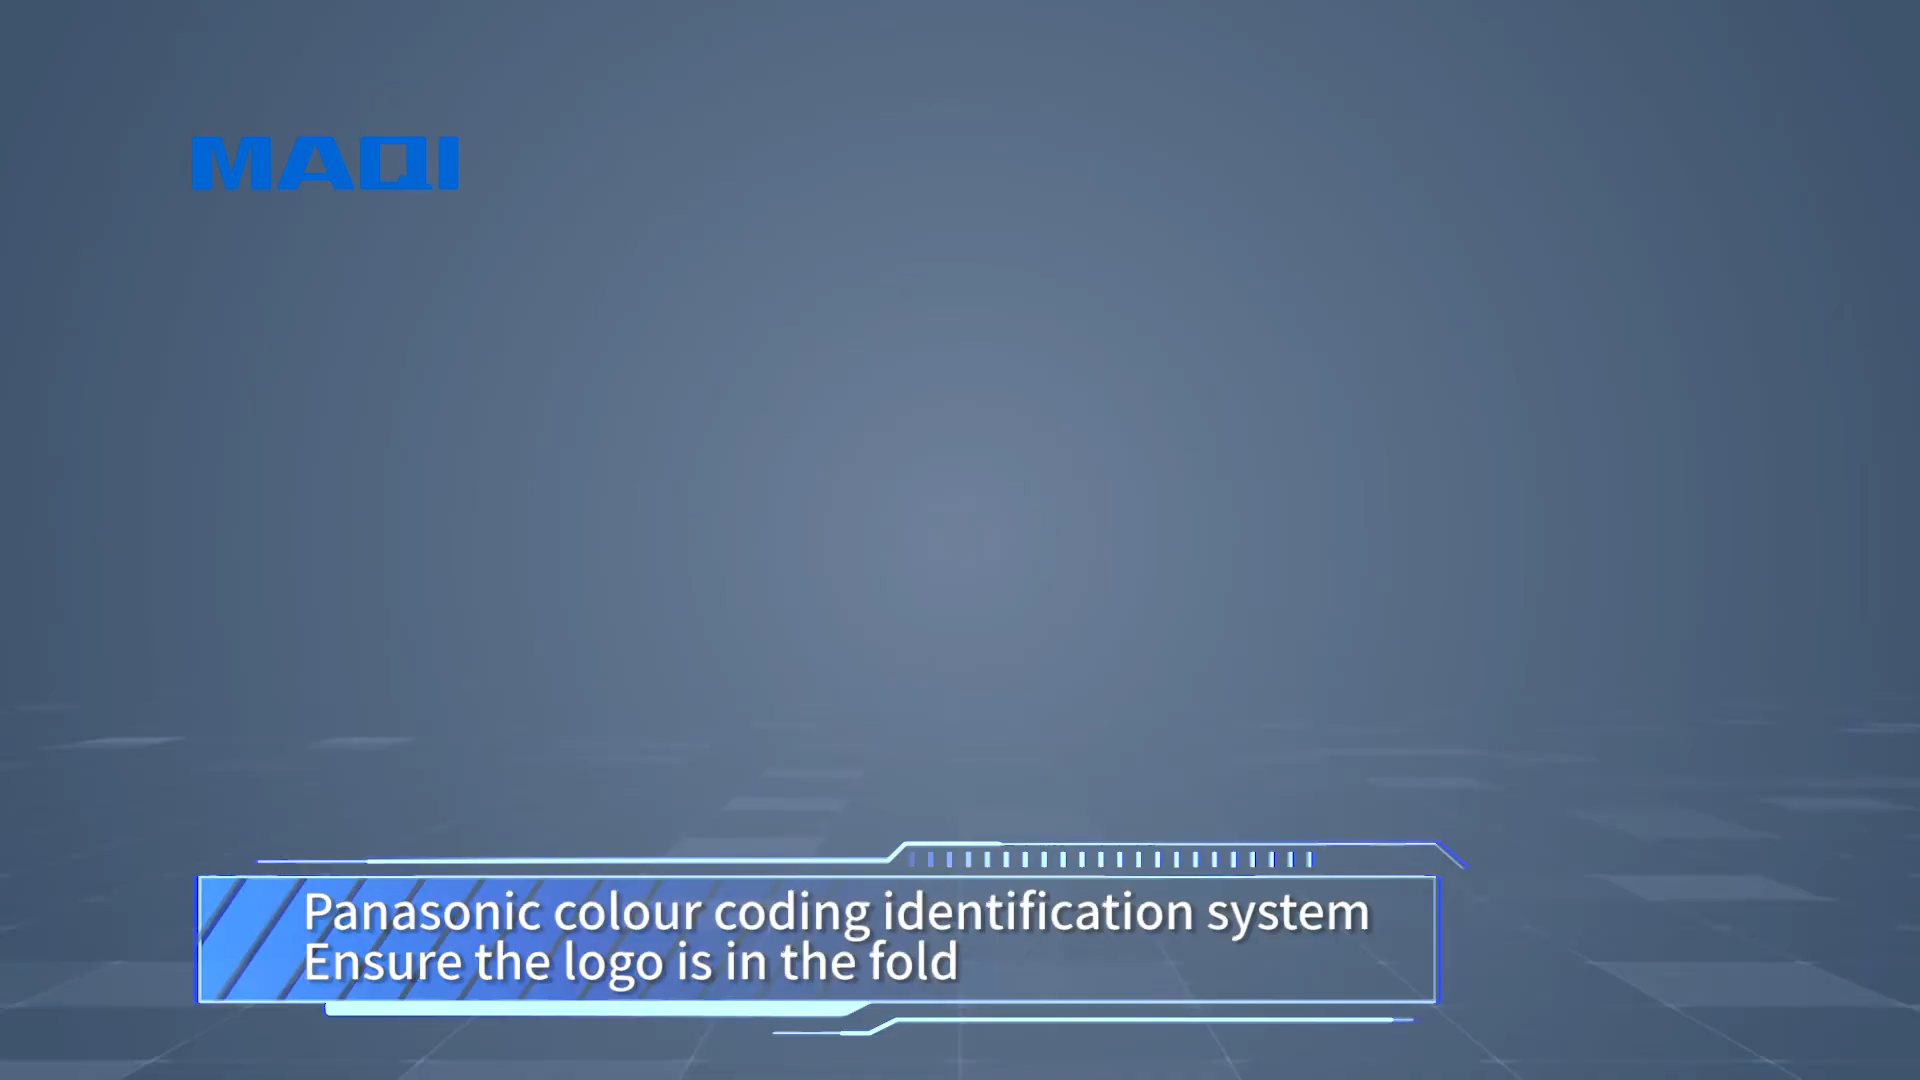 MAQI
Panasonic colour coding identification system
Ensure the logo is in the fold